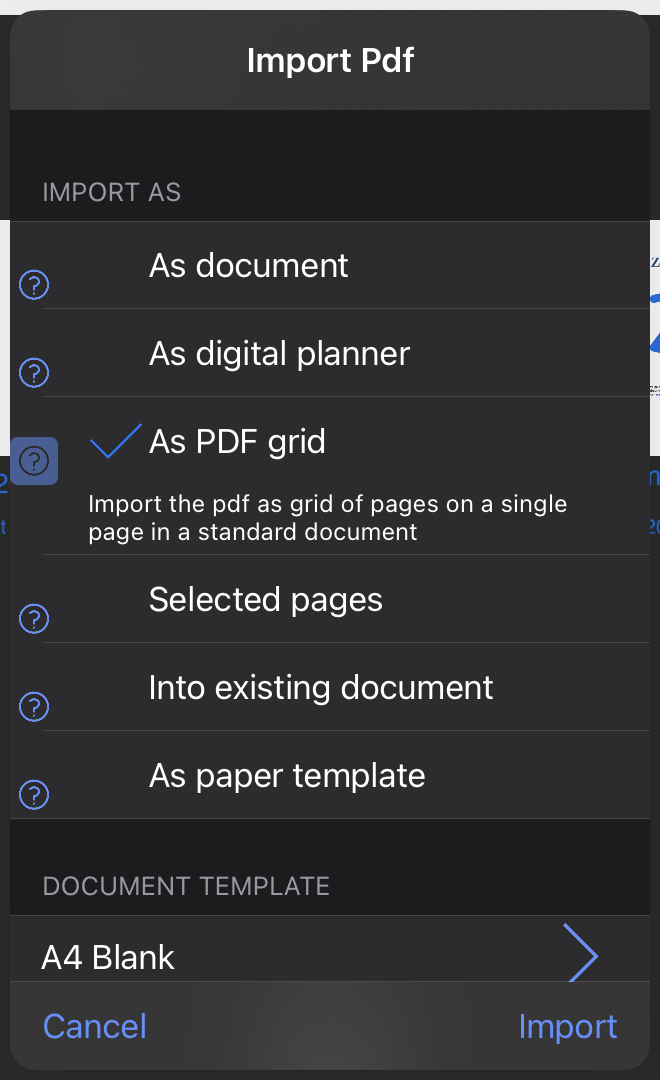 Import Pdf
IMPORT AS
As document
As digital planner
As PDF grid
Import the pdf as grid of pages on a single
page in a standard document
Selected pages
Into existing document
As paper template
DOCUMENT TEMPLATE
A4 Blank
Cancel
Import